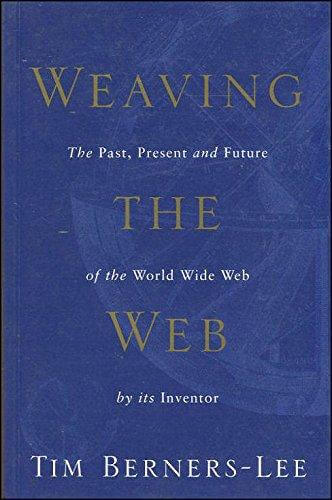 WEAVING
The Past, Present and Future
THE
of the World Wide Web
WEB
by its Inventor
TIM BERNERS-LEE